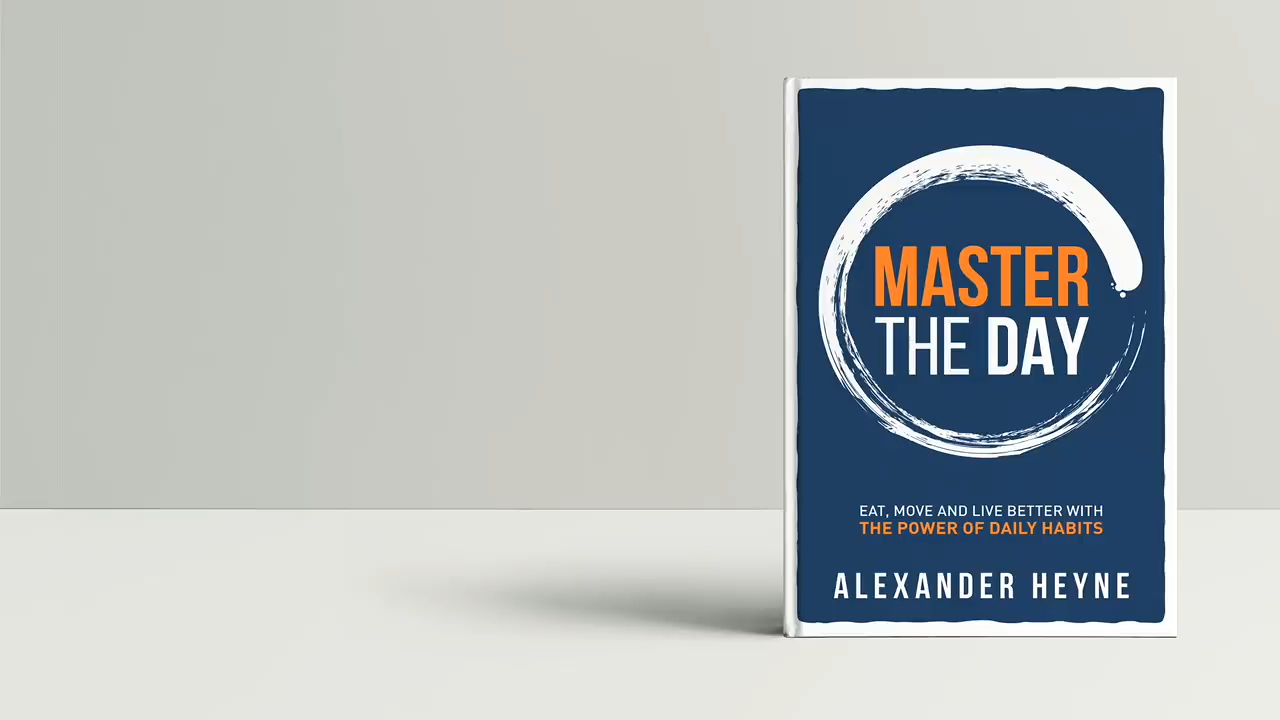 MASTER
THE DAY
EAT, MOVE AND LIVE BETTER WITH
THE POWER OF DAILY HABITS
ALEXANDER HEYNE